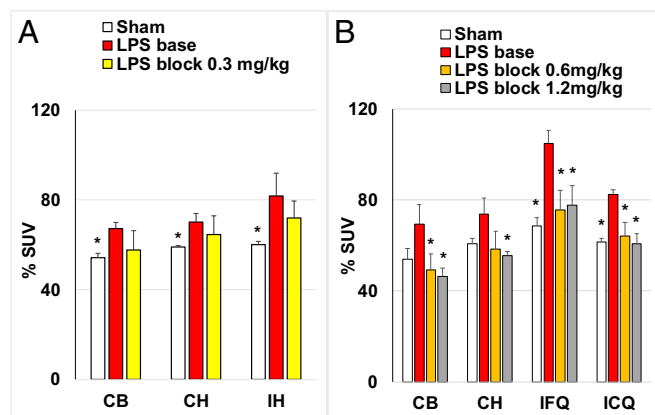 A
Sham
LPS base
LPS block 0.3 mg/kg
120
80
40
0
% SUV
*
*
*
CB CH IH
B
Sham
LPS base
LPS block 0.6mg/kg
LPS block 1.2mg/kg
120
80
40
0
% SUV
* *
*
* * *
* * *
CB CH IFQ ICQ